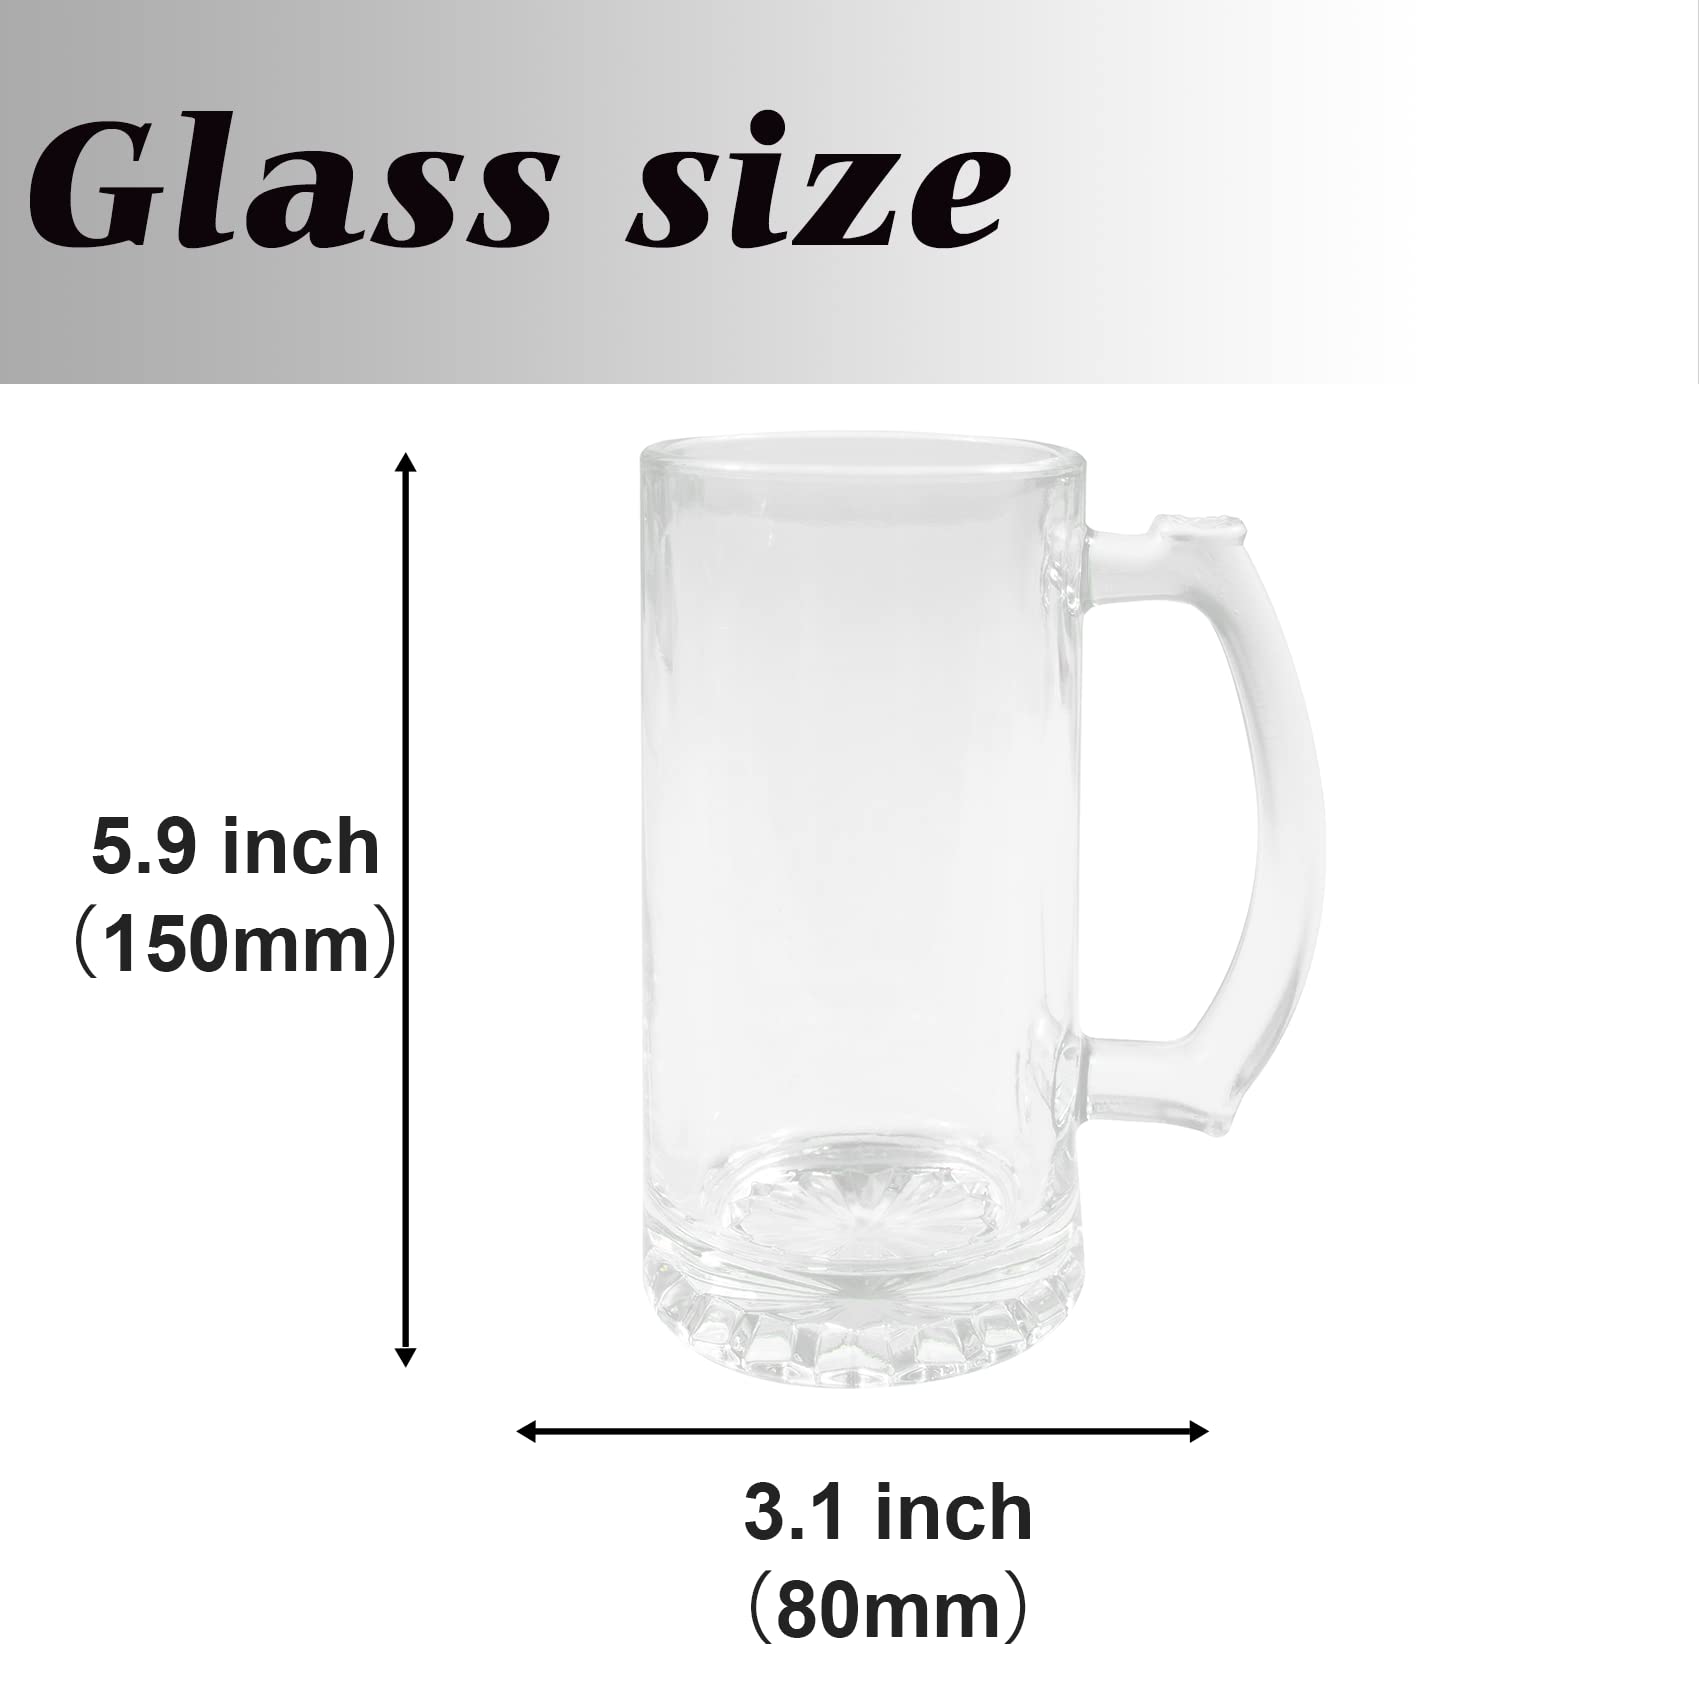 Glass size
5.9 inch
（150mm）
3.1 inch
（80mm）